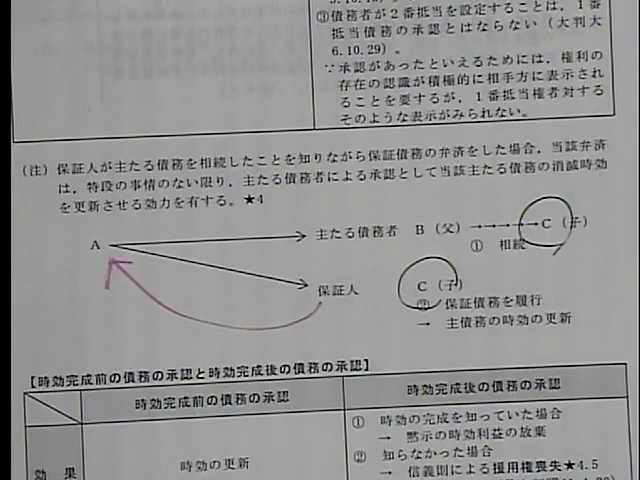 ③債務者が2番抵当を設定することは，1番
抵当債務の承認とはならない（大判大
6.10.29）。
∵承認があったといえるためには，権利の
存在の認識が積極的に相手方に表示され
ることを要するが，1番抵当権者対する
そのような表示がみられない。
（注） 保証人が主たる債務を相続したことを知りながら保証債務の弁済をした場合，当該弁済
は，特段の事情のない限り，主たる債務者による承認として当該主たる債務の消滅時効
を更新させる効力を有する。★4
A
主たる債務者 B（父）→→→→→C（子）
① 相続
保証人 C（子）
② 保証債務を履行
→ 主債務の時効の更新
【時効完成前の債務の承認と時効完成後の債務の承認】
時効完成前の債務の承認 時効完成後の債務の承認
効 果
時効の更新
① 時効の完成を知っていた場合
→ 黙示の時効利益の放棄
② 知らなかった場合
→ 信義則による援用権喪失★4.5